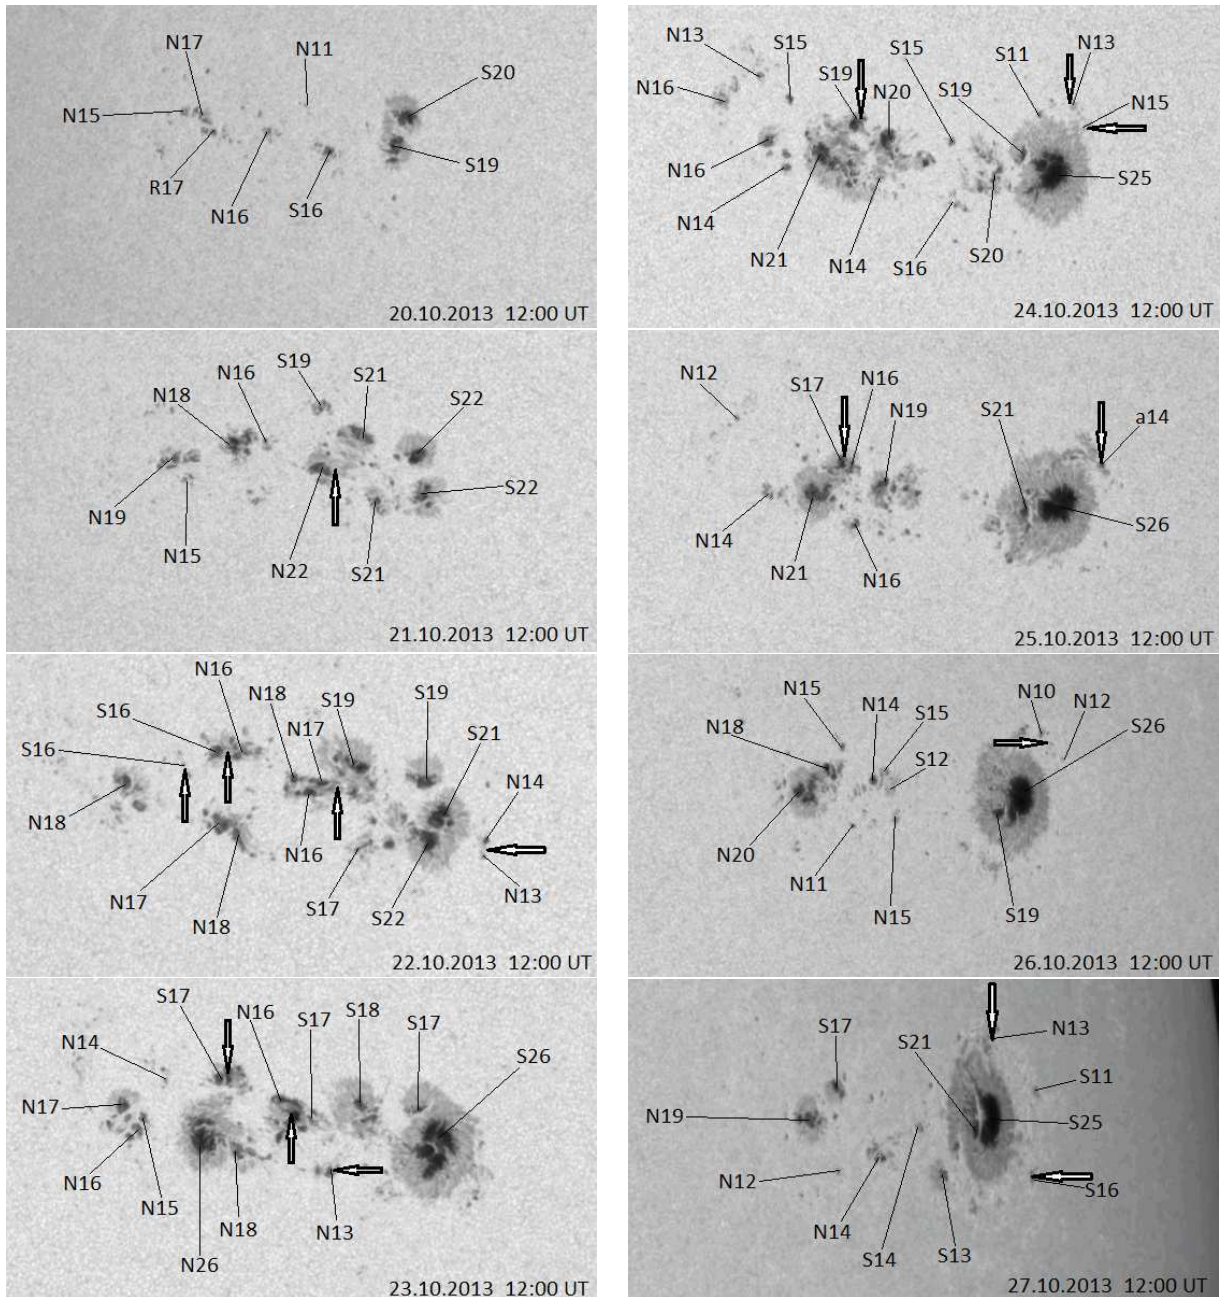 N17
N11
S20
N15
R17
N16
S16
S19
20.10.2013 12:00 UT
S19
S21
N16
N18
S22
S22
N19
N15
N22
S21
21.10.2013 12:00 UT
N16
N18
S19
S19
S16
N17
S21
S16
N14
N18
N16
N17
N18
S17
S22
N13
22.10.2013 12:00 UT
S17
N16
S17
S18
S17
N14
S26
N17
N16
N15
N18
N13
N26
23.10.2013 12:00 UT
N13
S15
S15
S11
N13
S19
N20
S19
N15
N16
N16
S25
N14
N21
N14
S16
S20
24.10.2013 12:00 UT
N12
S17
N16
N19
S21
a14
S26
N14
N21
N16
25.10.2013 12:00 UT
N15
N14
S15
N10
N12
N18
S12
S26
N20
N11
N15
S19
26.10.2013 12:00 UT
S17
S21
N13
S11
N19
S25
N12
S16
N14
S14
S13
27.10.2013 12:00 UT